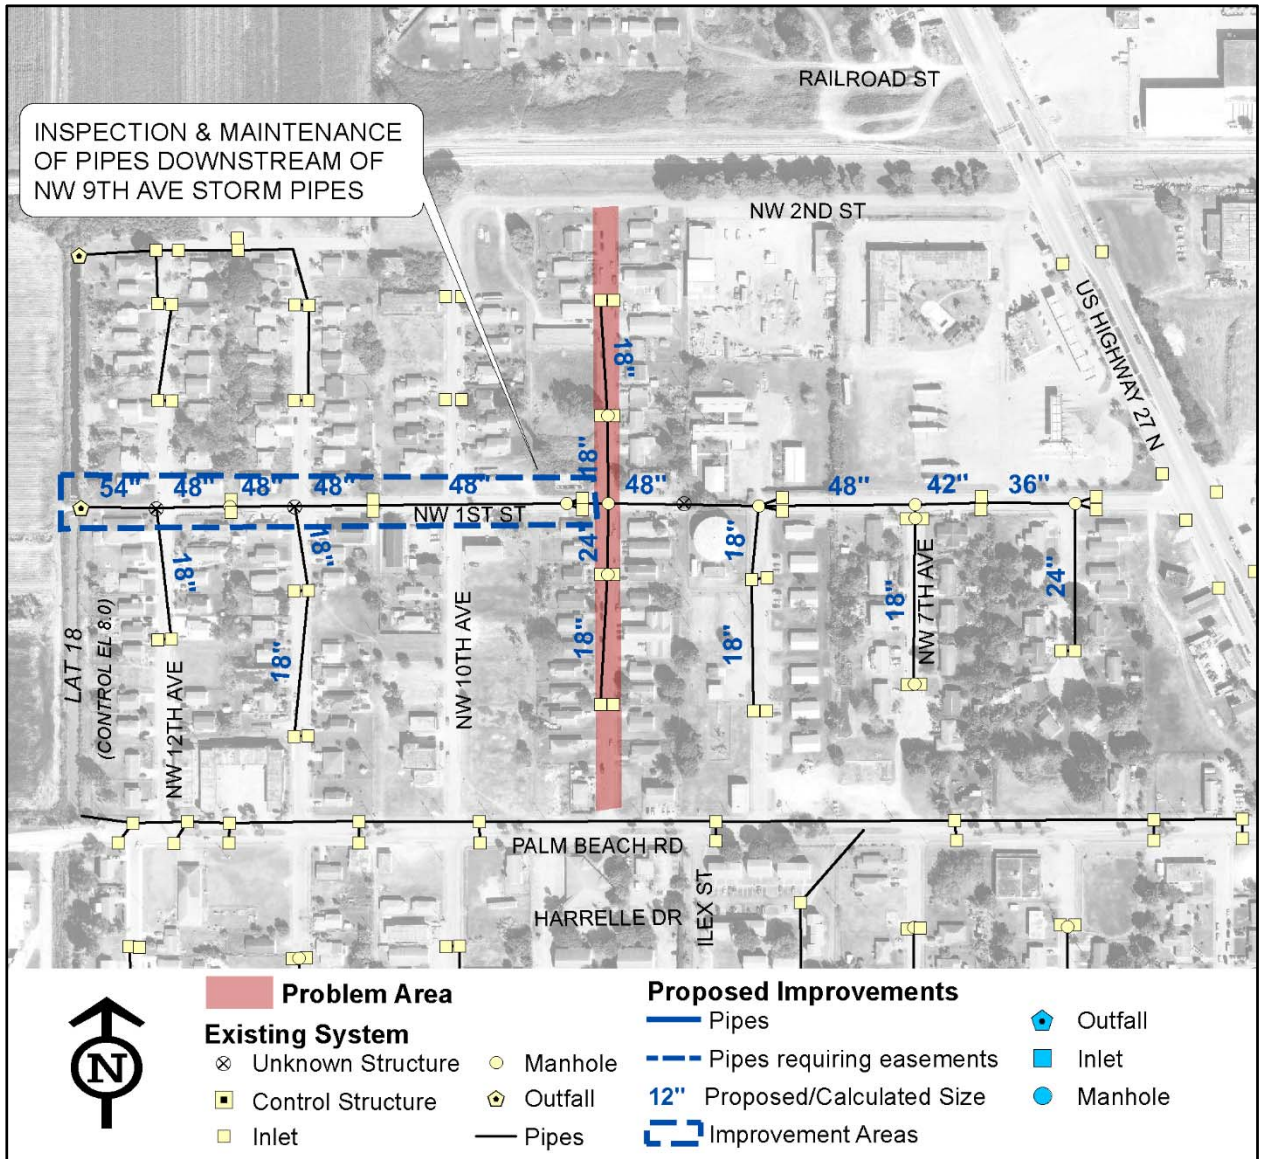 RAILROAD ST
INSPECTION & MAINTENANCE
OF PIPES DOWNSTREAM OF
NW 9TH AVE STORM PIPES
NW 2ND ST
US HIGHWAY 27 N
18"
18"
54"
48"
48"
48"
48"
48"
48"
42"
36"
NW 1ST ST
24"
18"
18"
18"
18"
18"
18"
18"
18"
NW 7TH AVE
24"
LAT 18
(CONTROL EL 8.0)
NW 12TH AVE
NW 10TH AVE
PALM BEACH RD
HARRELLE DR
ILEX ST
N
Problem Area
Existing System
Unknown Structure
Manhole
Control Structure
Outfall
Inlet
Pipes
Proposed Improvements
Pipes
Outfall
Pipes requiring easements
Inlet
12" Proposed/Calculated Size
Manhole
Improvement Areas